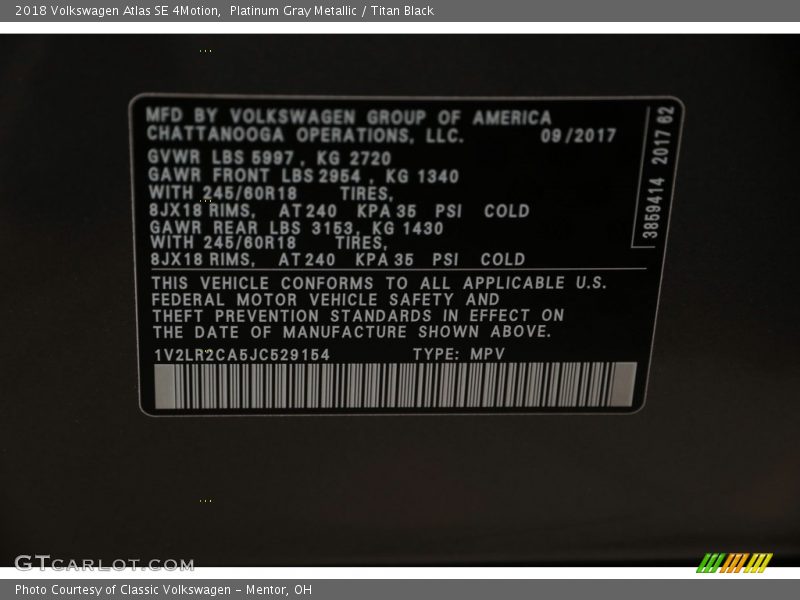 2018 Volkswagen Atlas SE 4Motion,  Platinum Gray Metallic / Titan Black
MFD BY VOLKSWAGEN GROUP OF AMERICA
CHATTANOOGA OPERATIONS, LLC. 09/2017
GVWR LBS 5997 , KG 2720
GAWR FRONT LBS 2954 , KG 1340
WITH 245/60R18 TIRES,
8JX18 RIMS, AT 240 KPA 35 PSI COLD
GAWR REAR LBS 3153, KG 1430
WITH 245/60R18 TIRES,
8JX18 RIMS, AT 240 KPA 35 PSI COLD
3859414 2017 62
THIS VEHICLE CONFORMS TO ALL APPLICABLE U.S.
FEDERAL MOTOR VEHICLE SAFETY AND
THEFT PREVENTION STANDARDS IN EFFECT ON
THE DATE OF MANUFACTURE SHOWN ABOVE.
1V2LR2CA5JC529154 TYPE: MPV
GTCARLOT.COM
Photo Courtesy of Classic Volkswagen - Mentor, OH